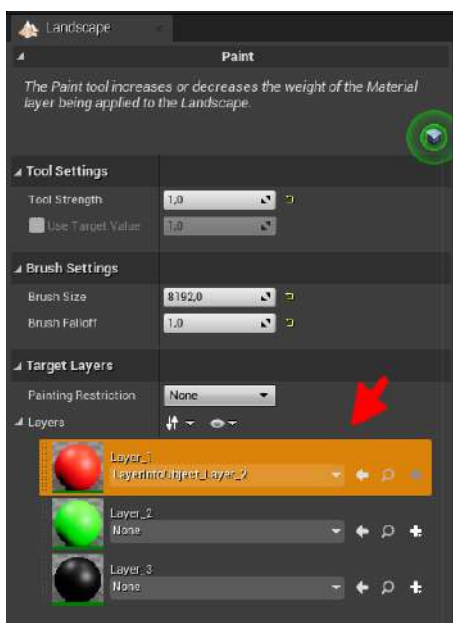 Landscape
Paint
The Paint tool increases or decreases the weight of the Material
layer being applied to the Landscape.
Tool Settings
Tool Strength 1,0
Use Target Value 1.0
Brush Settings
Brush Size 8192,0
Brush Falloff 1.0
Target Layers
Painting Restriction None
Layers
Layer_1
LayerInfoObject_Layer_2
Layer_2
None
Layer_3
None